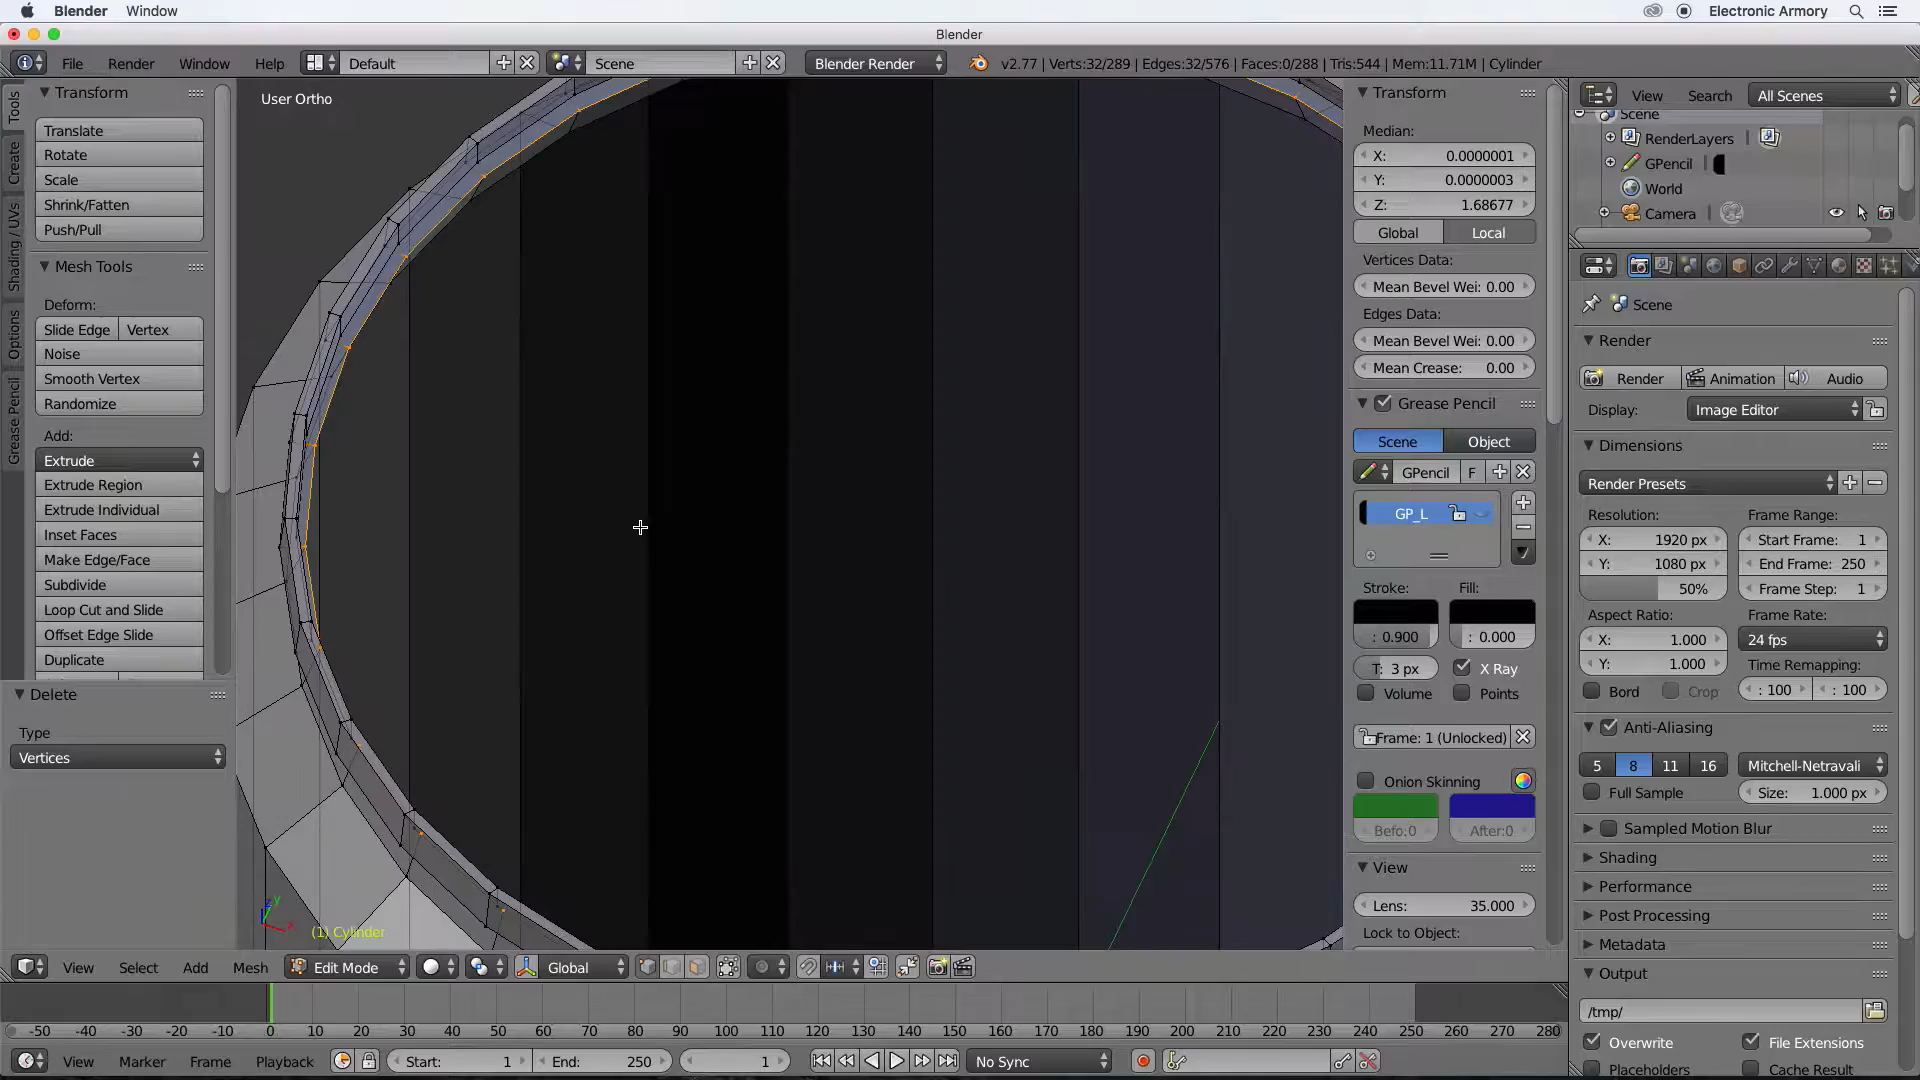 Blender Window Electronic Armory
Blender
File Render Window Help Default Scene Blender Render v2.77 | Verts:32/289 | Edges:32/576 | Faces:0/288 | Tris:544 | Mem:11.71M | Cylinder
Tools
Create
Shading / UVs
Options
Grease Pencil
Transform
Translate
Rotate
Scale
Shrink/Fatten
Push/Pull
Mesh Tools
Deform:
Slide Edge Vertex
Noise
Smooth Vertex
Randomize
Add:
Extrude
Extrude Region
Extrude Individual
Inset Faces
Make Edge/Face
Subdivide
Loop Cut and Slide
Offset Edge Slide
Duplicate
Delete
Type
Vertices
User Ortho
(1) Cylinder
Transform
Median:
X: 0.0000001
Y: 0.0000003
Z: 1.68677
Global Local
Vertices Data:
Mean Bevel Wei: 0.00
Edges Data:
Mean Bevel Wei: 0.00
Mean Crease: 0.00
Grease Pencil
Scene Object
GPencil F
GP_L
Stroke: Fill:
: 0.900 : 0.000
T: 3 px X Ray
Volume Points
Frame: 1 (Unlocked)
Onion Skinning
Befo:0 After:0
View
Lens: 35.000
Lock to Object:
View Search All Scenes
Scene
RenderLayers
GPencil
World
Camera
Scene
Render
Render Animation Audio
Display: Image Editor
Dimensions
Render Presets
Resolution: Frame Range:
X: 1920 px Start Frame: 1
Y: 1080 px End Frame: 250
50% Frame Step: 1
Aspect Ratio: Frame Rate:
X: 1.000 24 fps
Y: 1.000 Time Remapping:
Bord Crop : 100 : 100
Anti-Aliasing
5 8 11 16 Mitchell-Netravali
Full Sample Size: 1.000 px
Sampled Motion Blur
Shading
Performance
Post Processing
Metadata
Output
/tmp/
Overwrite File Extensions
Placeholders Cache Result
View Select Add Mesh Edit Mode Global
-50 -40 -30 -20 -10 0 10 20 30 40 50 60 70 80 90 100 110 120 130 140 150 160 170 180 190 200 210 220 230 240 250 260 270 280
View Marker Frame Playback Start: 1 End: 250 1 No Sync